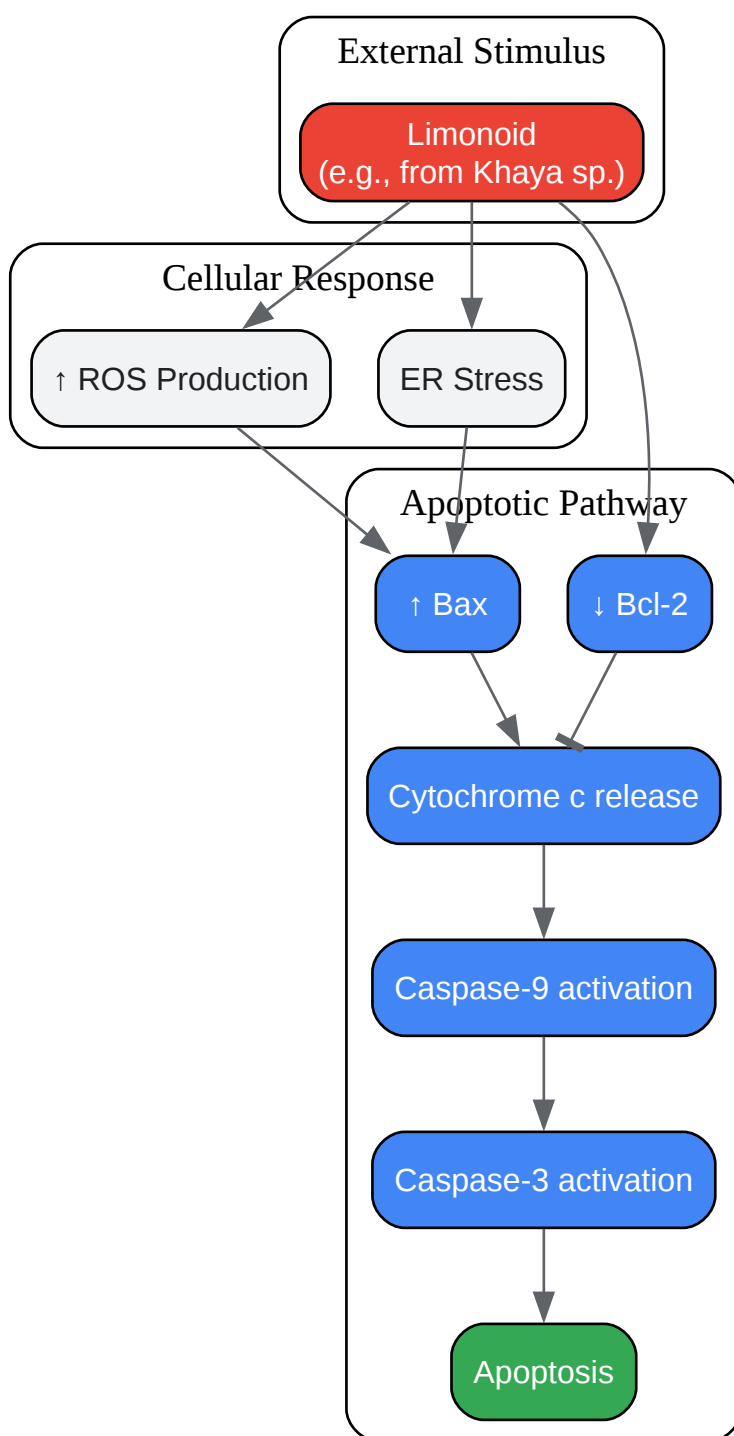 External Stimulus
Limonoid
(e.g., from Khaya sp.)
Cellular Response
↑ ROS Production
ER Stress
Apoptotic Pathway
↑ Bax
↓ Bcl-2
Cytochrome c release
Caspase-9 activation
Caspase-3 activation
Apoptosis